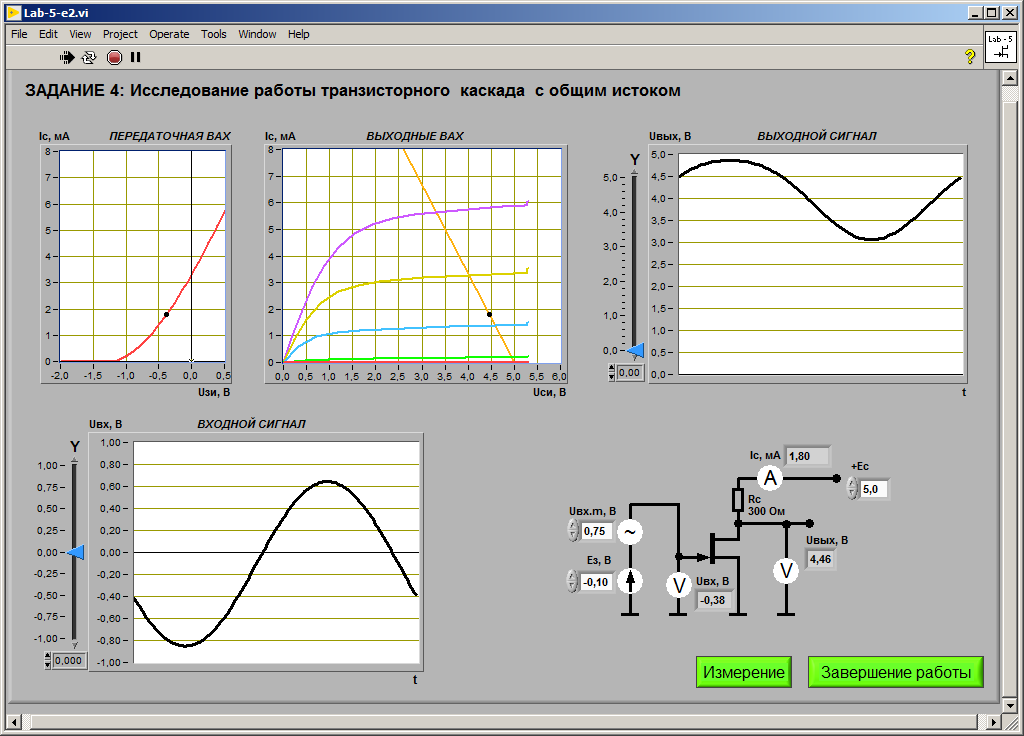 Lab-5-e2.vi
File Edit View Project Operate Tools Window Help
Lab - 5
ЗАДАНИЕ 4: Исследование работы транзисторного каскада с общим истоком
Ic, мА ПЕРЕДАТОЧНАЯ ВАХ
8
7
6
5
4
3
2
1
0
-2,0 -1,5 -1,0 -0,5 0,0 0,5
Uзи, В
Ic, мА ВЫХОДНЫЕ ВАХ
8
7
6
5
4
3
2
1
0
0,0 0,5 1,0 1,5 2,0 2,5 3,0 3,5 4,0 4,5 5,0 5,5 6,0
Uси, В
Uвых, В ВЫХОДНОЙ СИГНАЛ
Y
5,0
4,0
3,0
2,0
1,0
0,0
0,00
5,0
4,5
4,0
3,5
3,0
2,5
2,0
1,5
1,0
0,5
0,0
t
Uвх, В ВХОДНОЙ СИГНАЛ
Y
1,00
0,75
0,50
0,25
0,00
-0,25
-0,50
-0,75
-1,00
0,000
1,00
0,80
0,60
0,40
0,20
0,00
-0,20
-0,40
-0,60
-0,80
-1,00
t
Ic, мА 1,80
A
+Ec
5,0
Rc
300 Ом
Uвх.m, В
0,75
~
Eз, В
-0,10
V
Uвх, В
-0,38
V
Uвых, В
4,46
Измерение
Завершение работы